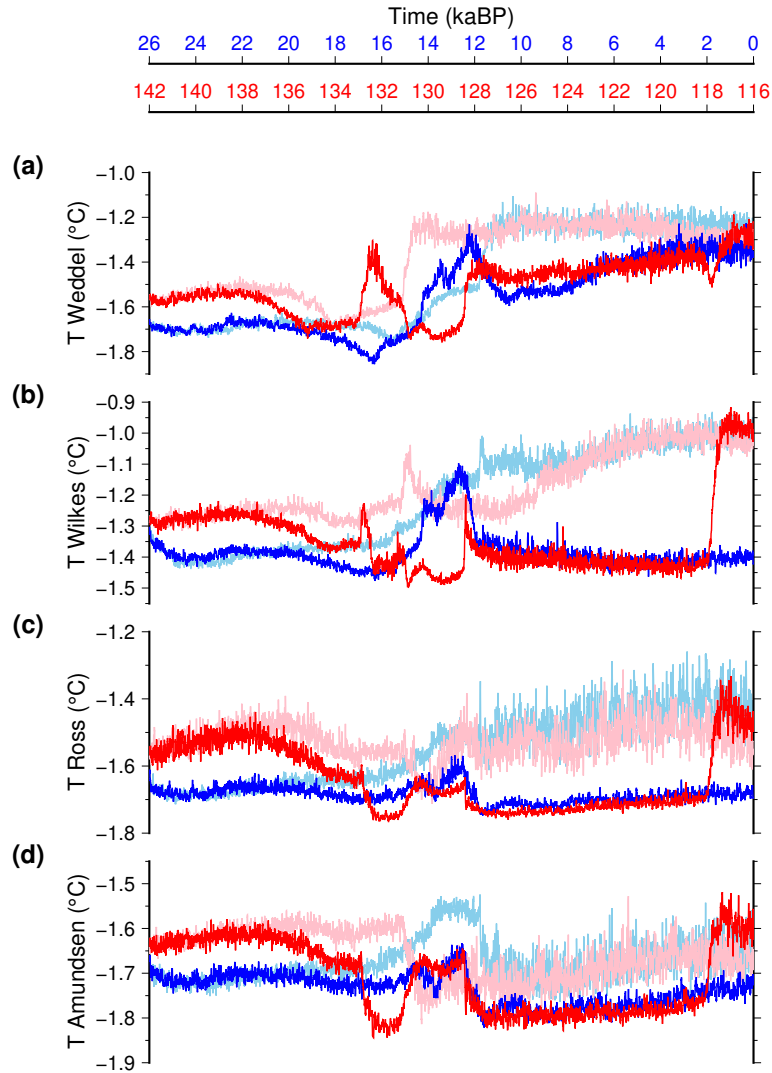 Time (kaBP)
26 24 22 20 18 16 14 12 10 8 6 4 2 0
142 140 138 136 134 132 130 128 126 124 122 120 118 116
(a)
T Weddel (°C)
−1.0
−1.2
−1.4
−1.6
−1.8
(b)
T Wilkes (°C)
−0.9
−1.0
−1.1
−1.2
−1.3
−1.4
−1.5
(c)
T Ross (°C)
−1.2
−1.4
−1.6
−1.8
(d)
T Amundsen (°C)
−1.5
−1.6
−1.7
−1.8
−1.9